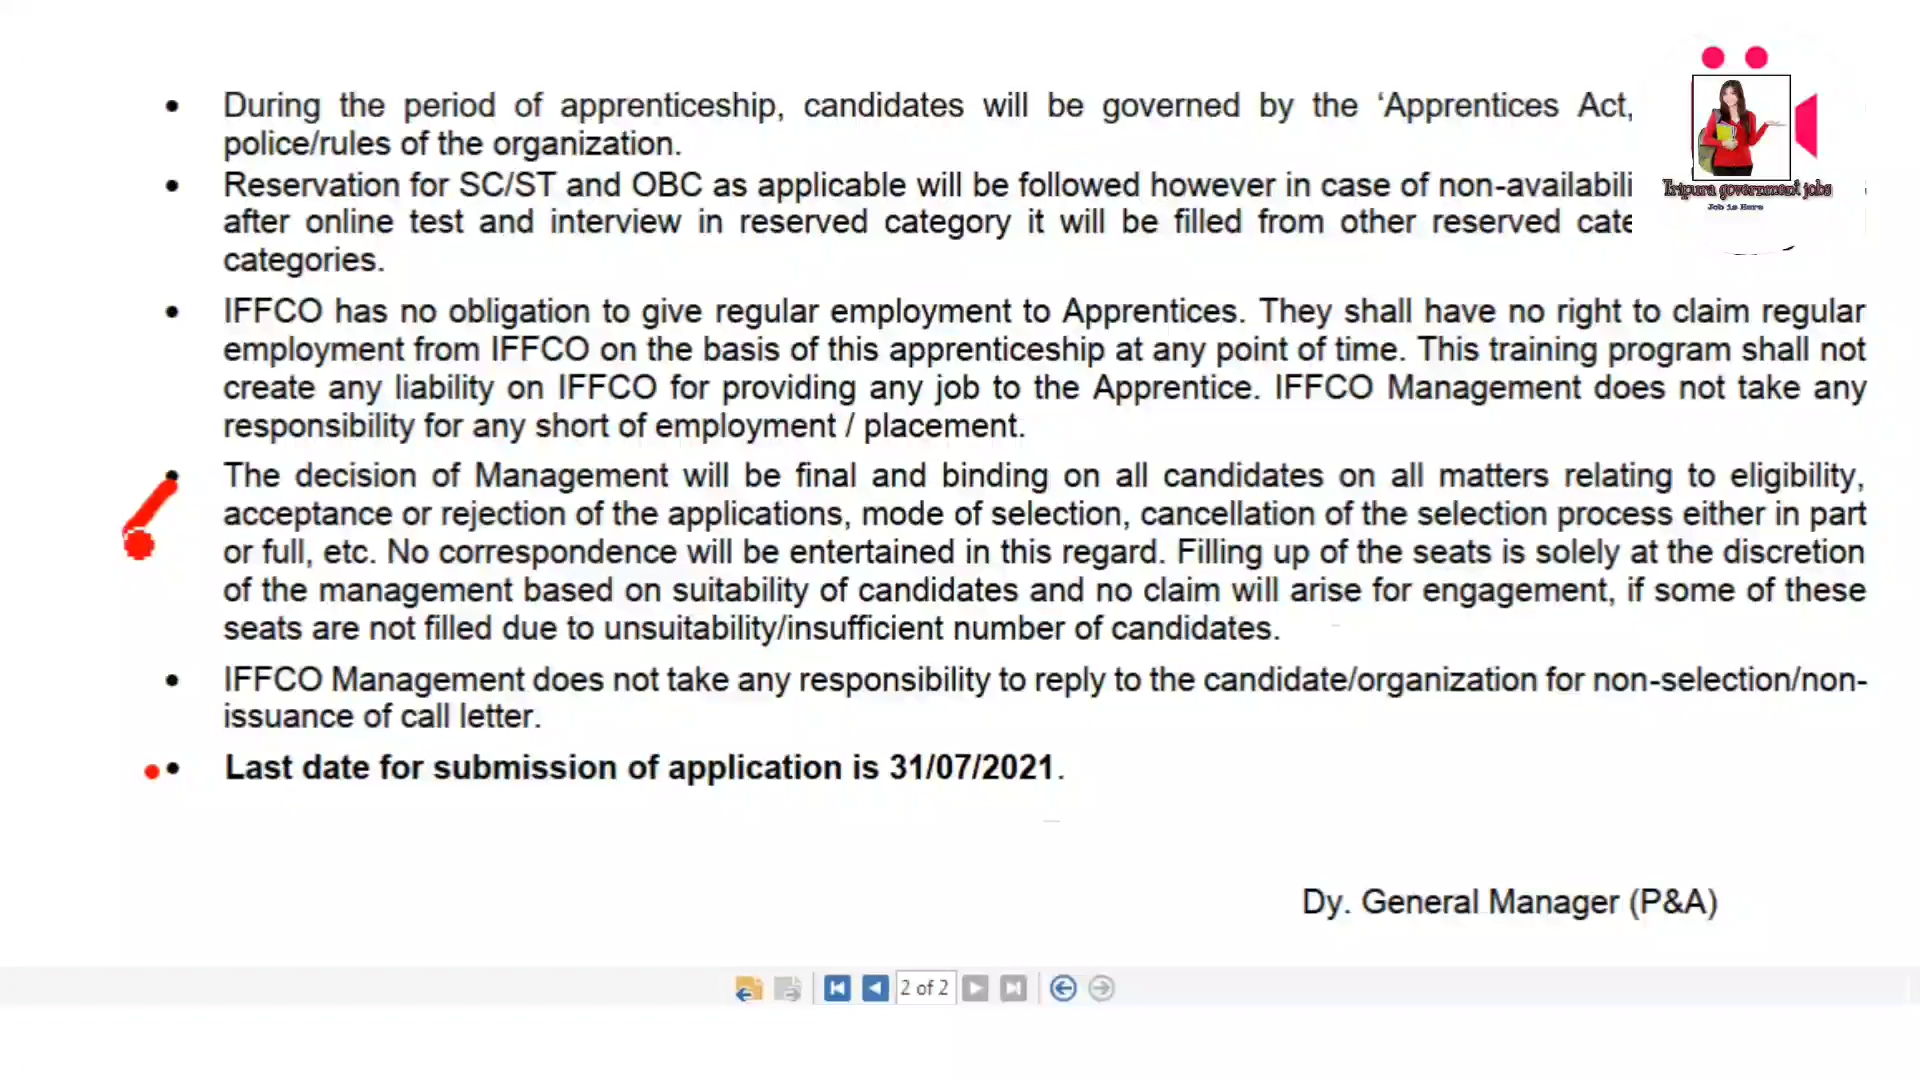 • During the period of apprenticeship, candidates will be governed by the ‘Apprentices Act,
police/rules of the organization.
• Reservation for SC/ST and OBC as applicable will be followed however in case of non-availabili
after online test and interview in reserved category it will be filled from other reserved cate
categories.
• IFFCO has no obligation to give regular employment to Apprentices. They shall have no right to claim regular
employment from IFFCO on the basis of this apprenticeship at any point of time. This training program shall not
create any liability on IFFCO for providing any job to the Apprentice. IFFCO Management does not take any
responsibility for any short of employment / placement.
• The decision of Management will be final and binding on all candidates on all matters relating to eligibility,
acceptance or rejection of the applications, mode of selection, cancellation of the selection process either in part
or full, etc. No correspondence will be entertained in this regard. Filling up of the seats is solely at the discretion
of the management based on suitability of candidates and no claim will arise for engagement, if some of these
seats are not filled due to unsuitability/insufficient number of candidates.
• IFFCO Management does not take any responsibility to reply to the candidate/organization for non-selection/non-
issuance of call letter.
• Last date for submission of application is 31/07/2021.
Dy. General Manager (P&A)
2 of 2
Tripura government jobs
Job is Here